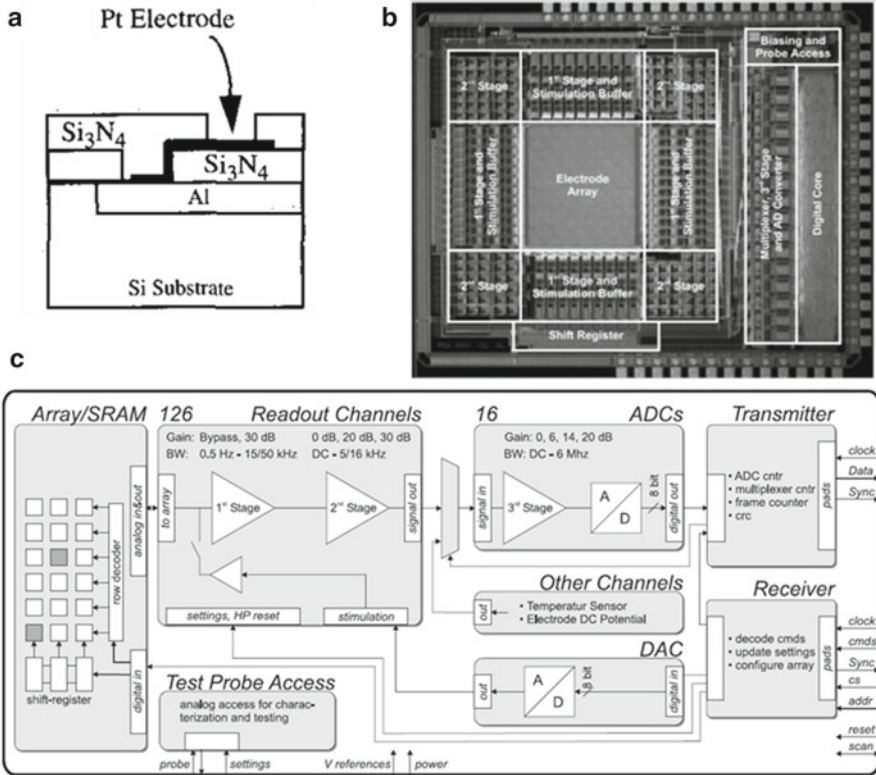 a
Pt Electrode
Si3N4
Si3N4
Al
Si Substrate
b
2nd Stage
1st Stage and
Stimulation Buffer
2nd Stage
Biasing and
Probe Access
1st Stage and
Stimulation Buffer
Electrode
Array
1st Stage and
Stimulation Buffer
Multiplexer, 3rd Stage
and AD Converter
Digital Core
2nd Stage
1st Stage and
Stimulation Buffer
2nd Stage
Shift Register
c
Array/SRAM
analog in&out
row decoder
digital in
shift-register
126 Readout Channels
Gain: Bypass, 30 dB 0 dB, 20 dB, 30 dB
BW: 0,5 Hz - 15/50 kHz DC - 5/16 kHz
to array
1st Stage
2nd Stage
signal out
settings, HP reset
stimulation
16 ADCs
Gain: 0, 6, 14, 20 dB
BW: DC - 6 Mhz
signal in
3rd Stage
A
D
8 bit
digital out
Transmitter
• ADC cntr
• multiplexer cntr
• frame counter
• crc
pads
clock
Data
Sync
Other Channels
out
• Temperatur Sensor
• Electrode DC Potential
Receiver
• decode cmds
• update settings
• configure array
pads
clock
cmds
Sync
cs
addr
reset
scan
DAC
out
A
D
8 bit
digital in
Test Probe Access
analog access for charac-
terization and testing
probe
settings
V references
power